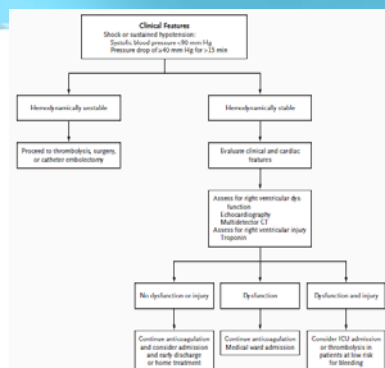 Clinical Features
Shock or sustained hypotension:
Systolic blood pressure <90 mm Hg
Pressure drop of ≥40 mm Hg for >15 min
Hemodynamically unstable
Hemodynamically stable
Proceed to thrombolysis, surgery,
or catheter embolectomy
Evaluate clinical and cardiac
features
Assess for right ventricular dys-
function
Echocardiography
Multidetector CT
Assess for right ventricular injury
Troponin
No dysfunction or injury
Dysfunction
Dysfunction and injury
Continue anticoagulation
and consider admission
and early discharge
or home treatment
Continue anticoagulation
Medical ward admission
Consider ICU admission
or thrombolysis in
patients at low risk
for bleeding